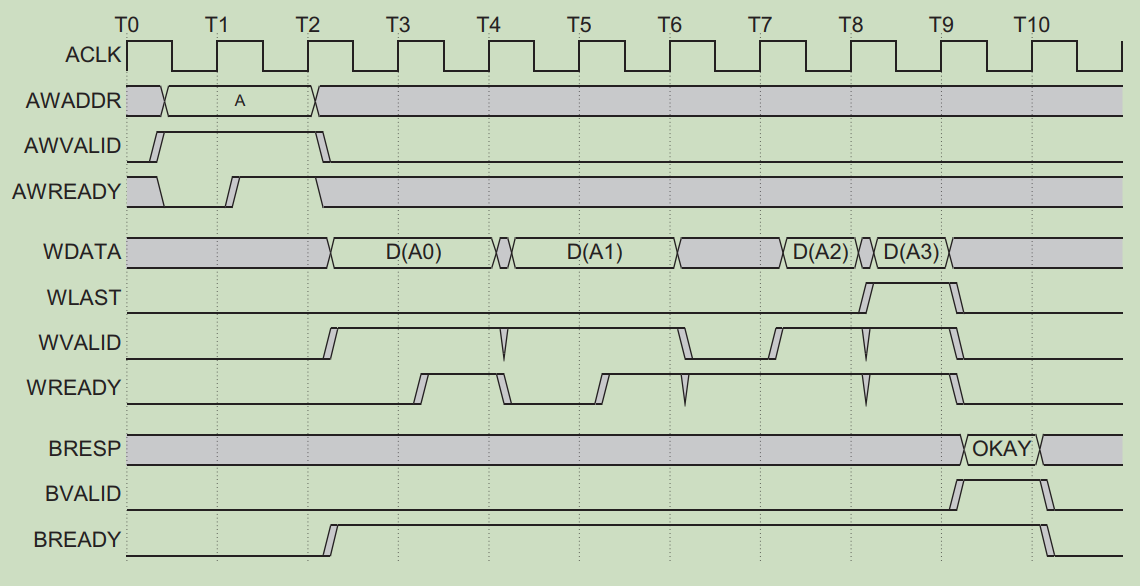 T0 T1 T2 T3 T4 T5 T6 T7 T8 T9 T10
ACLK
AWADDR A
AWVALID
AWREADY
WDATA D(A0) D(A1) D(A2) D(A3)
WLAST
WVALID
WREADY
BRESP OKAY
BVALID
BREADY